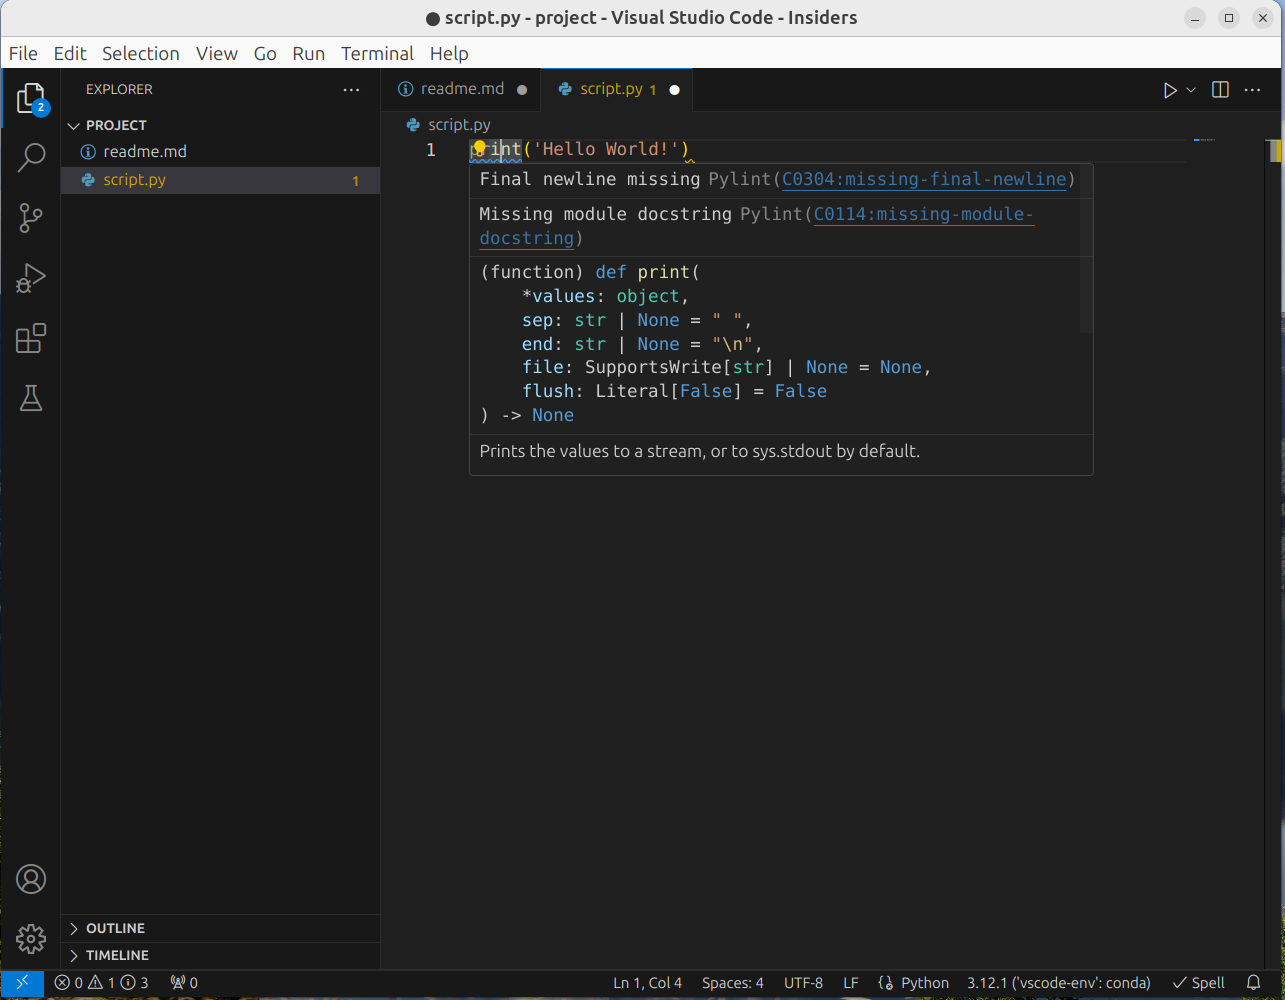 script.py - project - Visual Studio Code - Insiders
File Edit Selection View Go Run Terminal Help
2
EXPLORER
PROJECT
readme.md
script.py 1
OUTLINE
TIMELINE
readme.md
script.py 1
script.py
1 print('Hello World!')
Final newline missing Pylint(C0304:missing-final-newline)
Missing module docstring Pylint(C0114:missing-module-
docstring)
(function) def print(
*values: object,
sep: str | None = " ",
end: str | None = "\n",
file: SupportsWrite[str] | None = None,
flush: Literal[False] = False
) -> None
Prints the values to a stream, or to sys.stdout by default.
0 1 3 0 Ln 1, Col 4 Spaces: 4 UTF-8 LF Python 3.12.1 ('vscode-env': conda) Spell